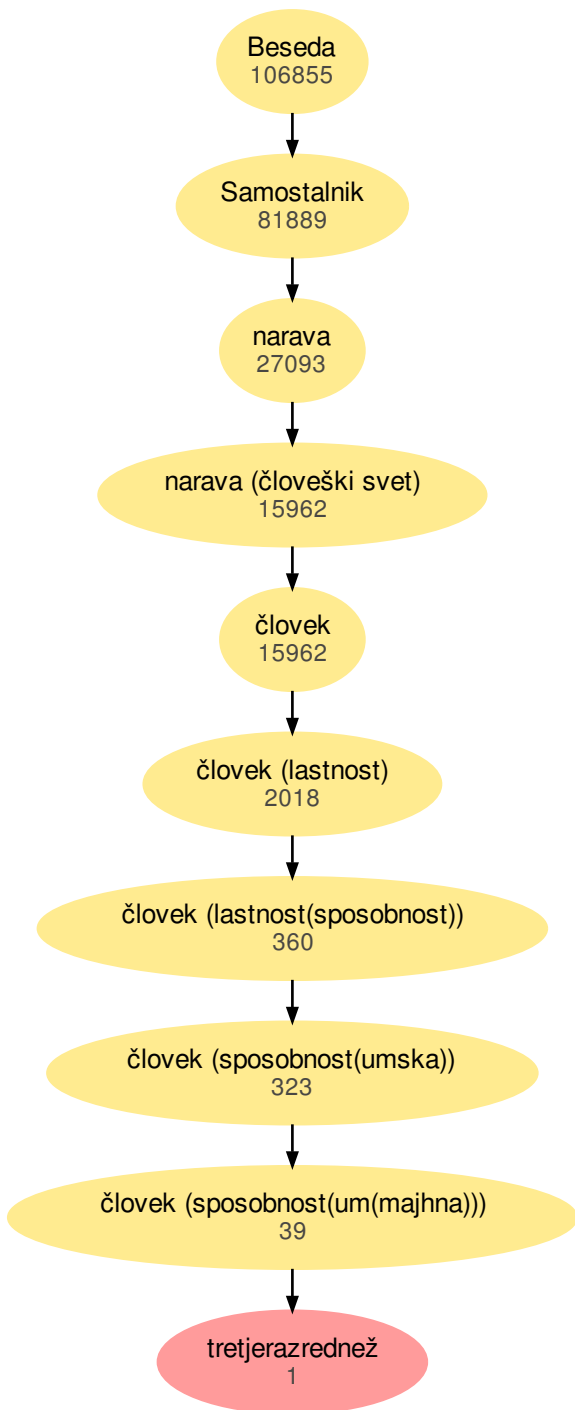 Beseda
106855
Samostalnik
81889
narava
27093
narava (človeški svet)
15962
človek
15962
človek (lastnost)
2018
človek (lastnost(sposobnost))
360
človek (sposobnost(umska))
323
človek (sposobnost(um(majhna)))
39
tretjerazrednež
1